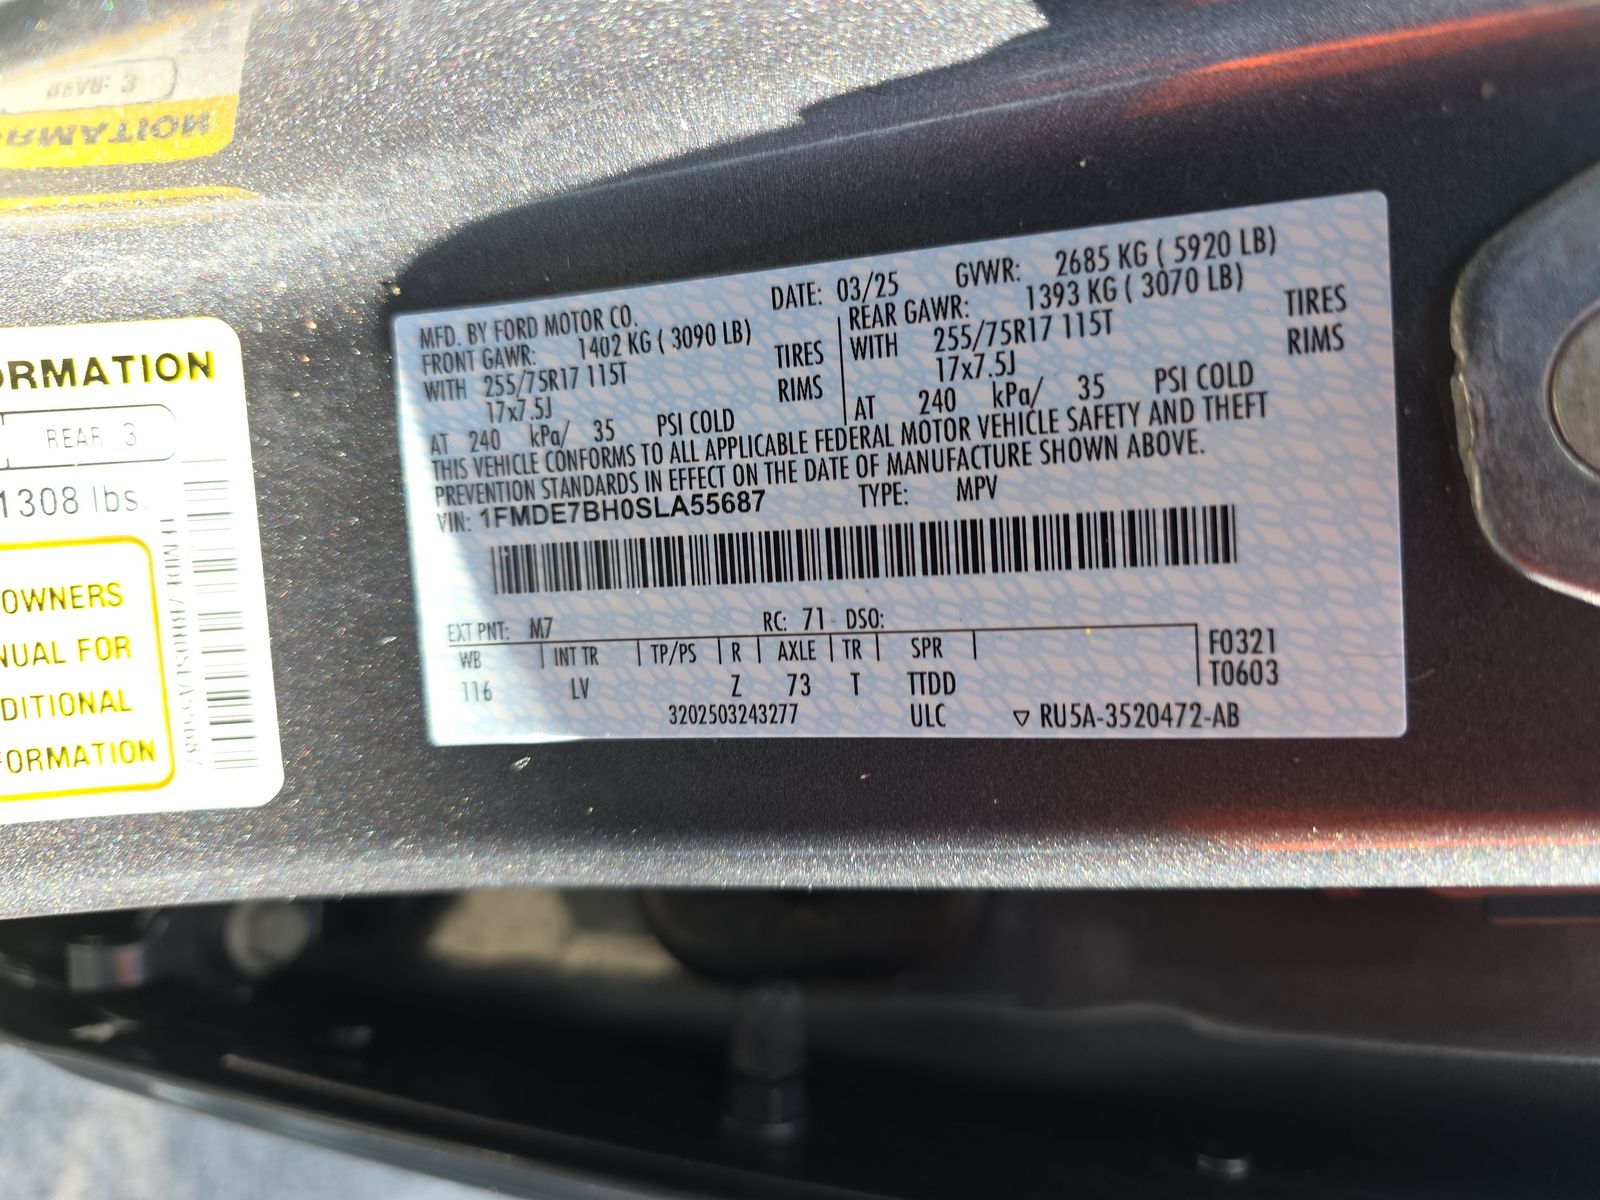 MFD. BY FORD MOTOR CO. DATE: 03/25 GVWR: 2685 KG ( 5920 LB)
FRONT GAWR: 1402 KG ( 3090 LB) REAR GAWR: 1393 KG ( 3070 LB)
WITH 255/75R17 115T TIRES WITH 255/75R17 115T TIRES
17x7.5J RIMS 17x7.5J RIMS
AT 240 kPa/ 35 PSI COLD AT 240 kPa/ 35 PSI COLD
THIS VEHICLE CONFORMS TO ALL APPLICABLE FEDERAL MOTOR VEHICLE SAFETY AND THEFT
PREVENTION STANDARDS IN EFFECT ON THE DATE OF MANUFACTURE SHOWN ABOVE.
VIN: 1FMDE7BH0SLA55687 TYPE: MPV
EXT PNT: M7 RC: 71 DSO:
WB INT TR TP/PS R AXLE TR SPR F0321
116 LV Z 73 T TTDD T0603
3202503243277 ULC ▽ RU5A-3520472-AB
ORMATION
REAR 3
1308 lbs.
OWNERS
NUAL FOR
DITIONAL
FORMATION
1FMDE7BH0SLA55687